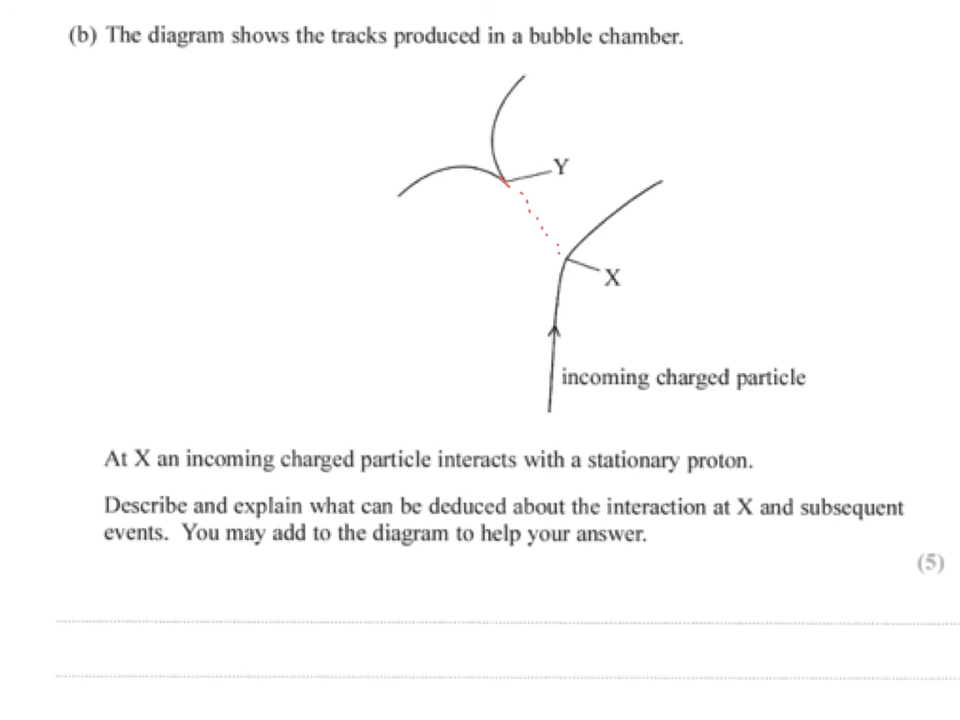 (b) The diagram shows the tracks produced in a bubble chamber.
Y
X
incoming charged particle
At X an incoming charged particle interacts with a stationary proton.
Describe and explain what can be deduced about the interaction at X and subsequent
events. You may add to the diagram to help your answer.
(5)